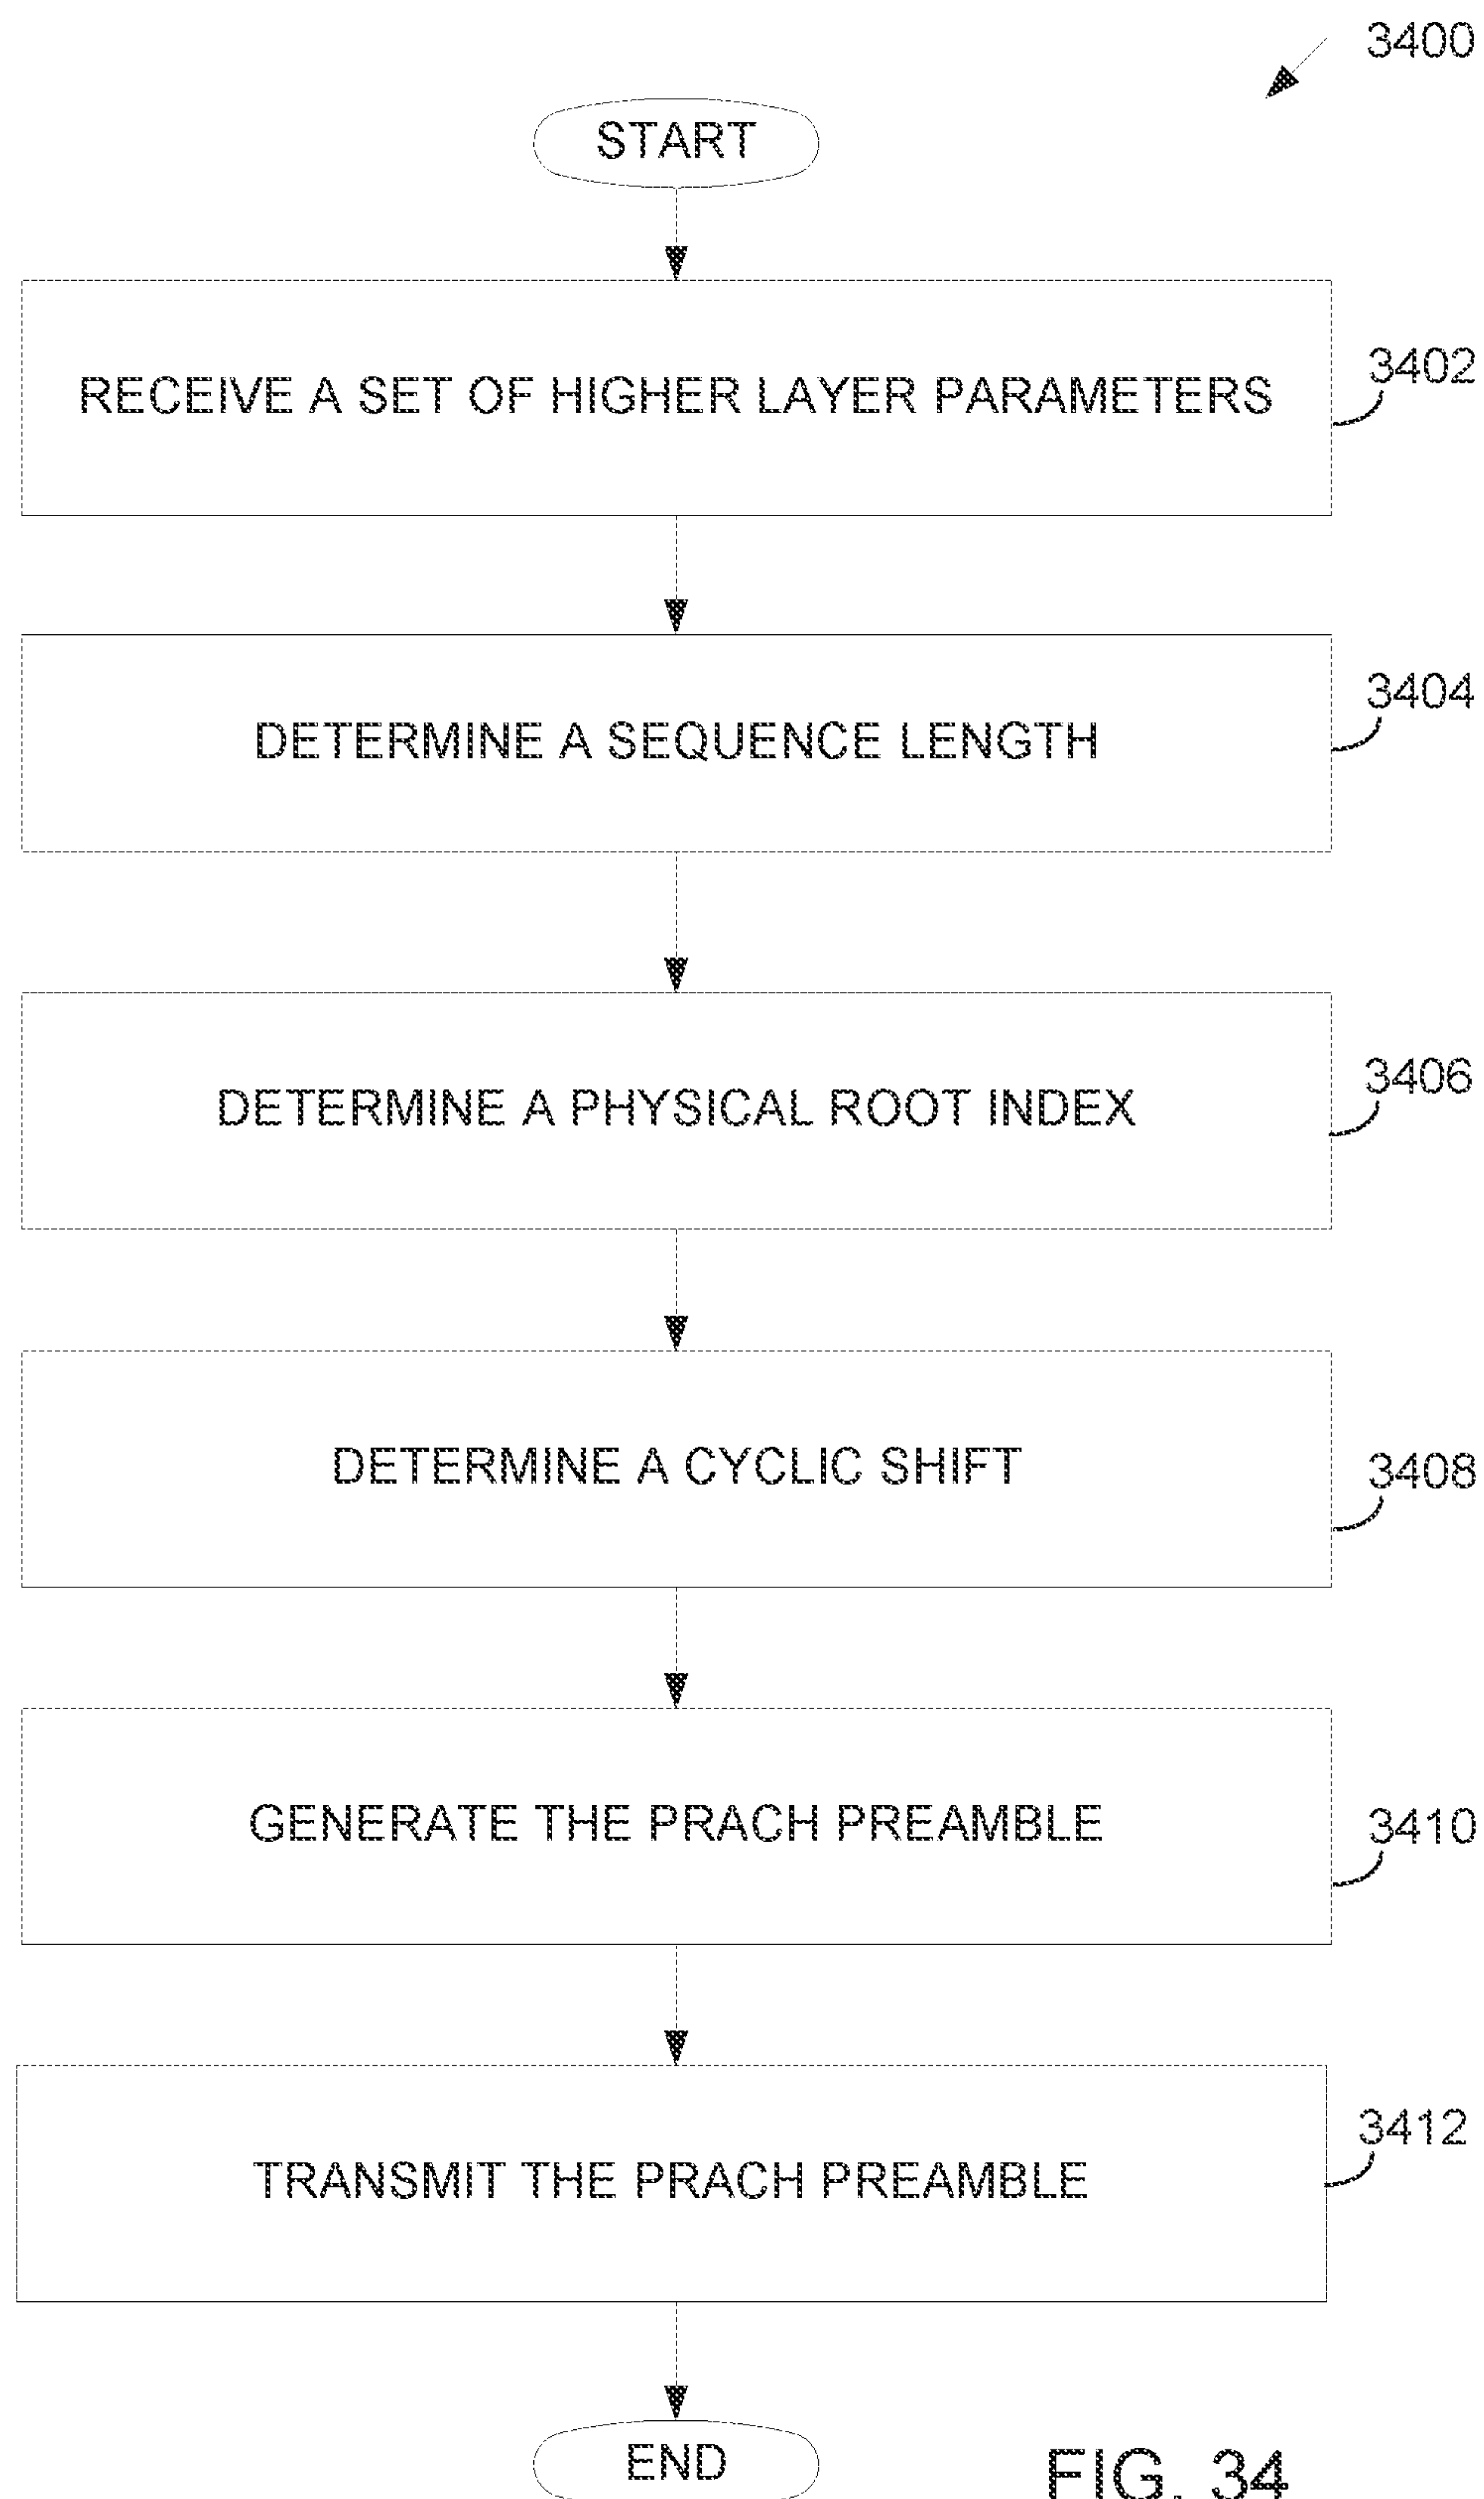 3400
START
RECEIVE A SET OF HIGHER LAYER PARAMETERS
3402
DETERMINE A SEQUENCE LENGTH
3404
DETERMINE A PHYSICAL ROOT INDEX
3406
DETERMINE A CYCLIC SHIFT
3408
GENERATE THE PRACH PREAMBLE
3410
TRANSMIT THE PRACH PREAMBLE
3412
END
FIG. 34